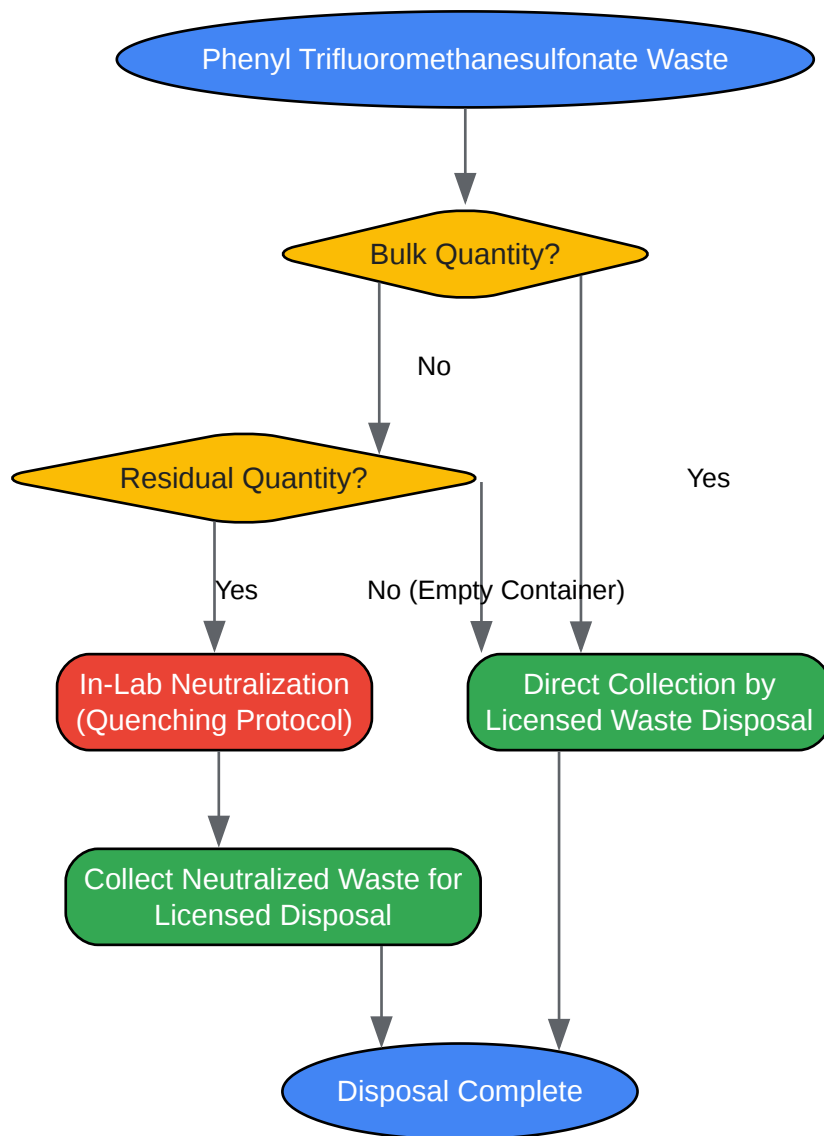 Phenyl Trifluoromethanesulfonate Waste
Bulk Quantity?
No
Residual Quantity?
Yes
Yes
No (Empty Container)
In-Lab Neutralization
(Quenching Protocol)
Direct Collection by
Licensed Waste Disposal
Collect Neutralized Waste for
Licensed Disposal
Disposal Complete